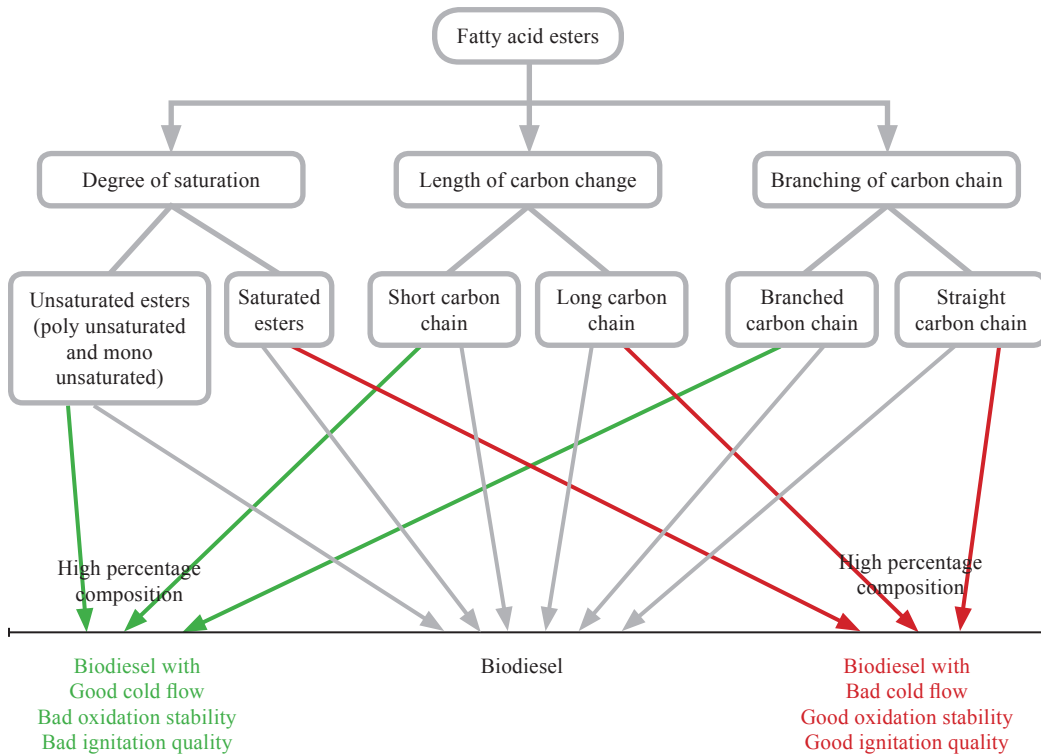 Fatty acid esters
Degree of saturation
Length of carbon change
Branching of carbon chain
Unsaturated esters
(poly unsaturated
and mono
unsaturated)
Saturated
esters
Short carbon
chain
Long carbon
chain
Branched
carbon chain
Straight
carbon chain
High percentage
composition
High percentage
composition
Biodiesel with
Good cold flow
Bad oxidation stability
Bad ignitation quality
Biodiesel
Biodiesel with
Bad cold flow
Good oxidation stability
Good ignitation quality